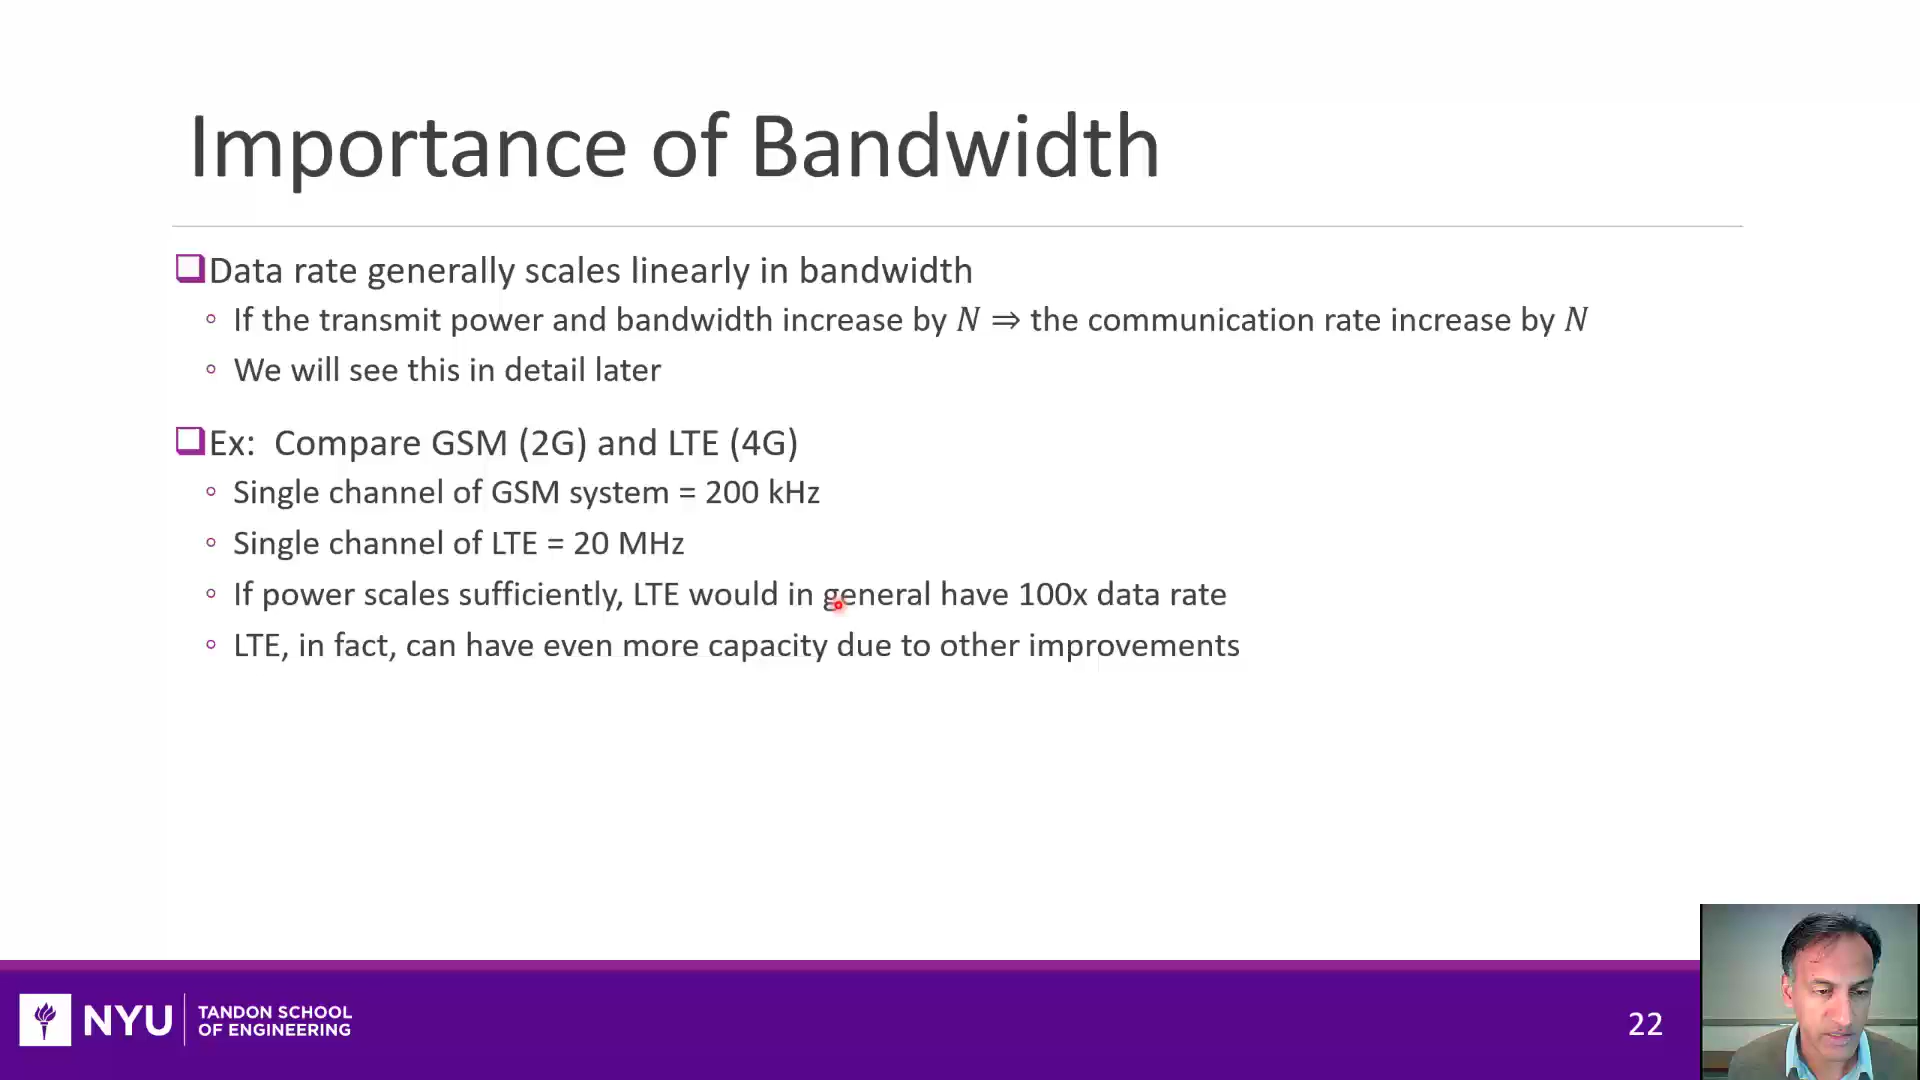 Importance of Bandwidth
❑Data rate generally scales linearly in bandwidth
◦ If the transmit power and bandwidth increase by N ⇒ the communication rate increase by N
◦ We will see this in detail later
❑Ex: Compare GSM (2G) and LTE (4G)
◦ Single channel of GSM system = 200 kHz
◦ Single channel of LTE = 20 MHz
◦ If power scales sufficiently, LTE would in general have 100x data rate
◦ LTE, in fact, can have even more capacity due to other improvements
NYU
TANDON SCHOOL
OF ENGINEERING
22